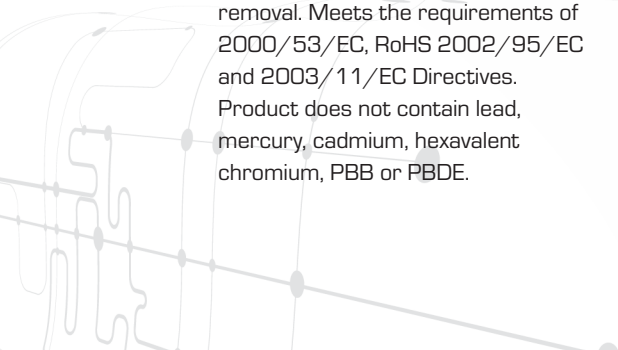 removal. Meets the requirements of
2000/53/EC, RoHS 2002/95/EC
and 2003/11/EC Directives.
Product does not contain lead,
mercury, cadmium, hexavalent
chromium, PBB or PBDE.